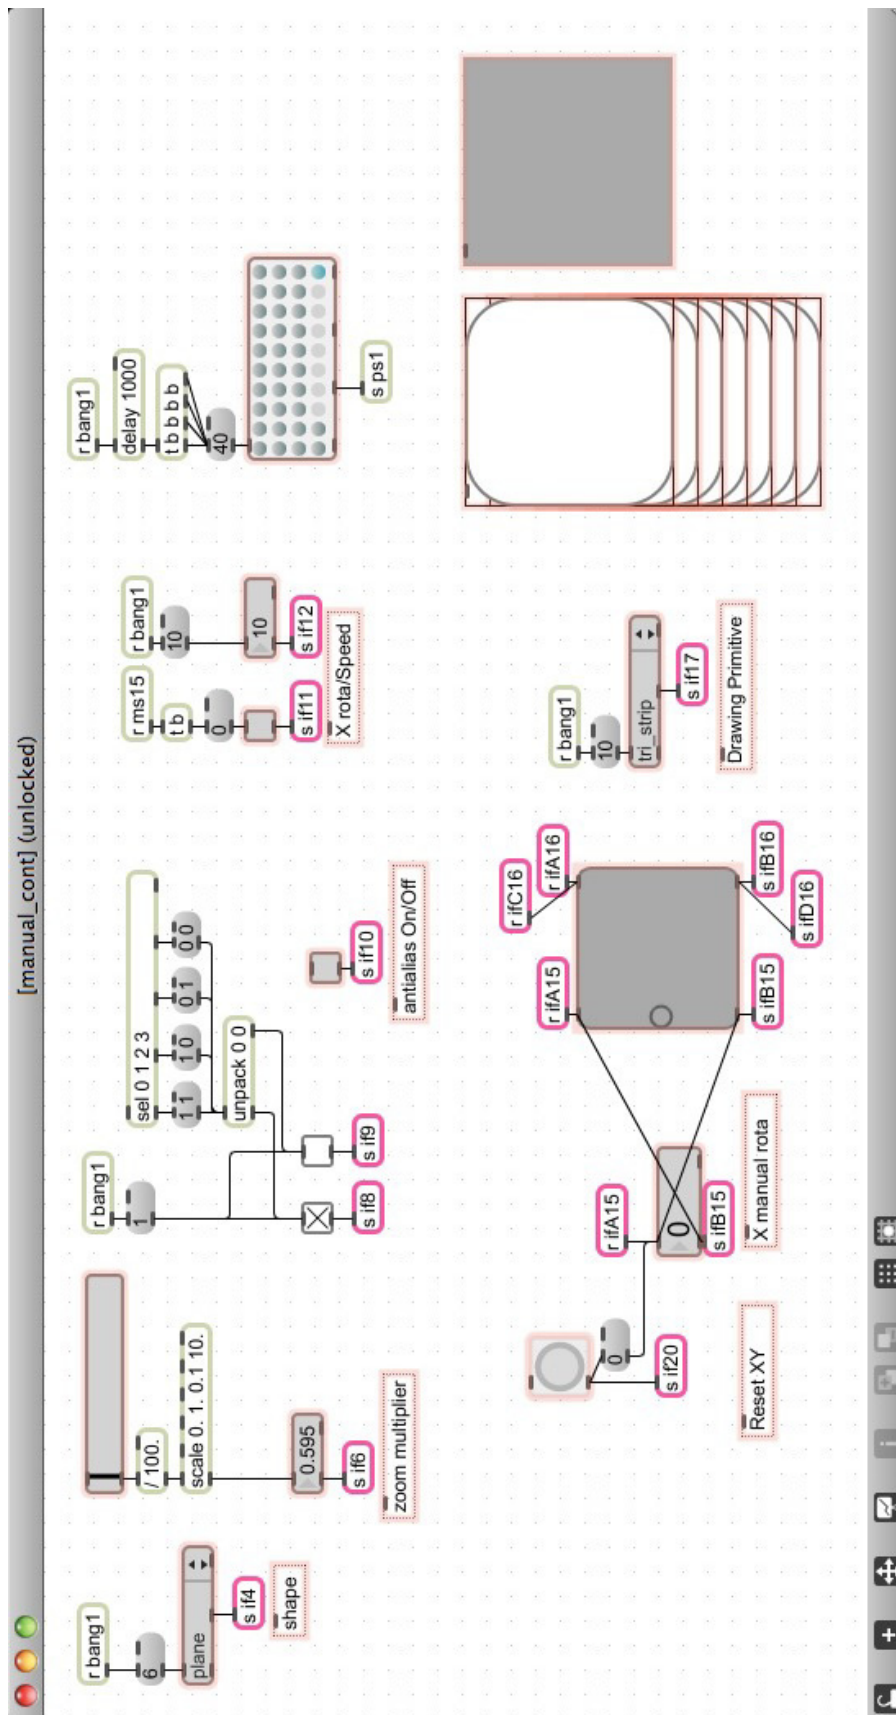 [manual_cont] (unlocked)
r bang1
6
plane
s if4
shape
/ 100.
scale 0. 1. 0.1 10.
0.595
s if6
zoom multiplier
r bang1
1
sel 0 1 2 3
1 1
1 0
0 1
0 0
unpack 0 0
s if8
s if9
s if10
antialias On/Off
r ms15
t b
0
s if11
r bang1
10
10
s if12
X rota/Speed
r bang1
delay 1000
t b b b b
40
s ps1
0
s if20
Reset XY
r ifA15
0
s ifB15
X manual rota
r ifA15
r ifC16
r ifA16
s ifB15
s ifB16
s ifD16
r bang1
10
tri_strip
s if17
Drawing Primitive